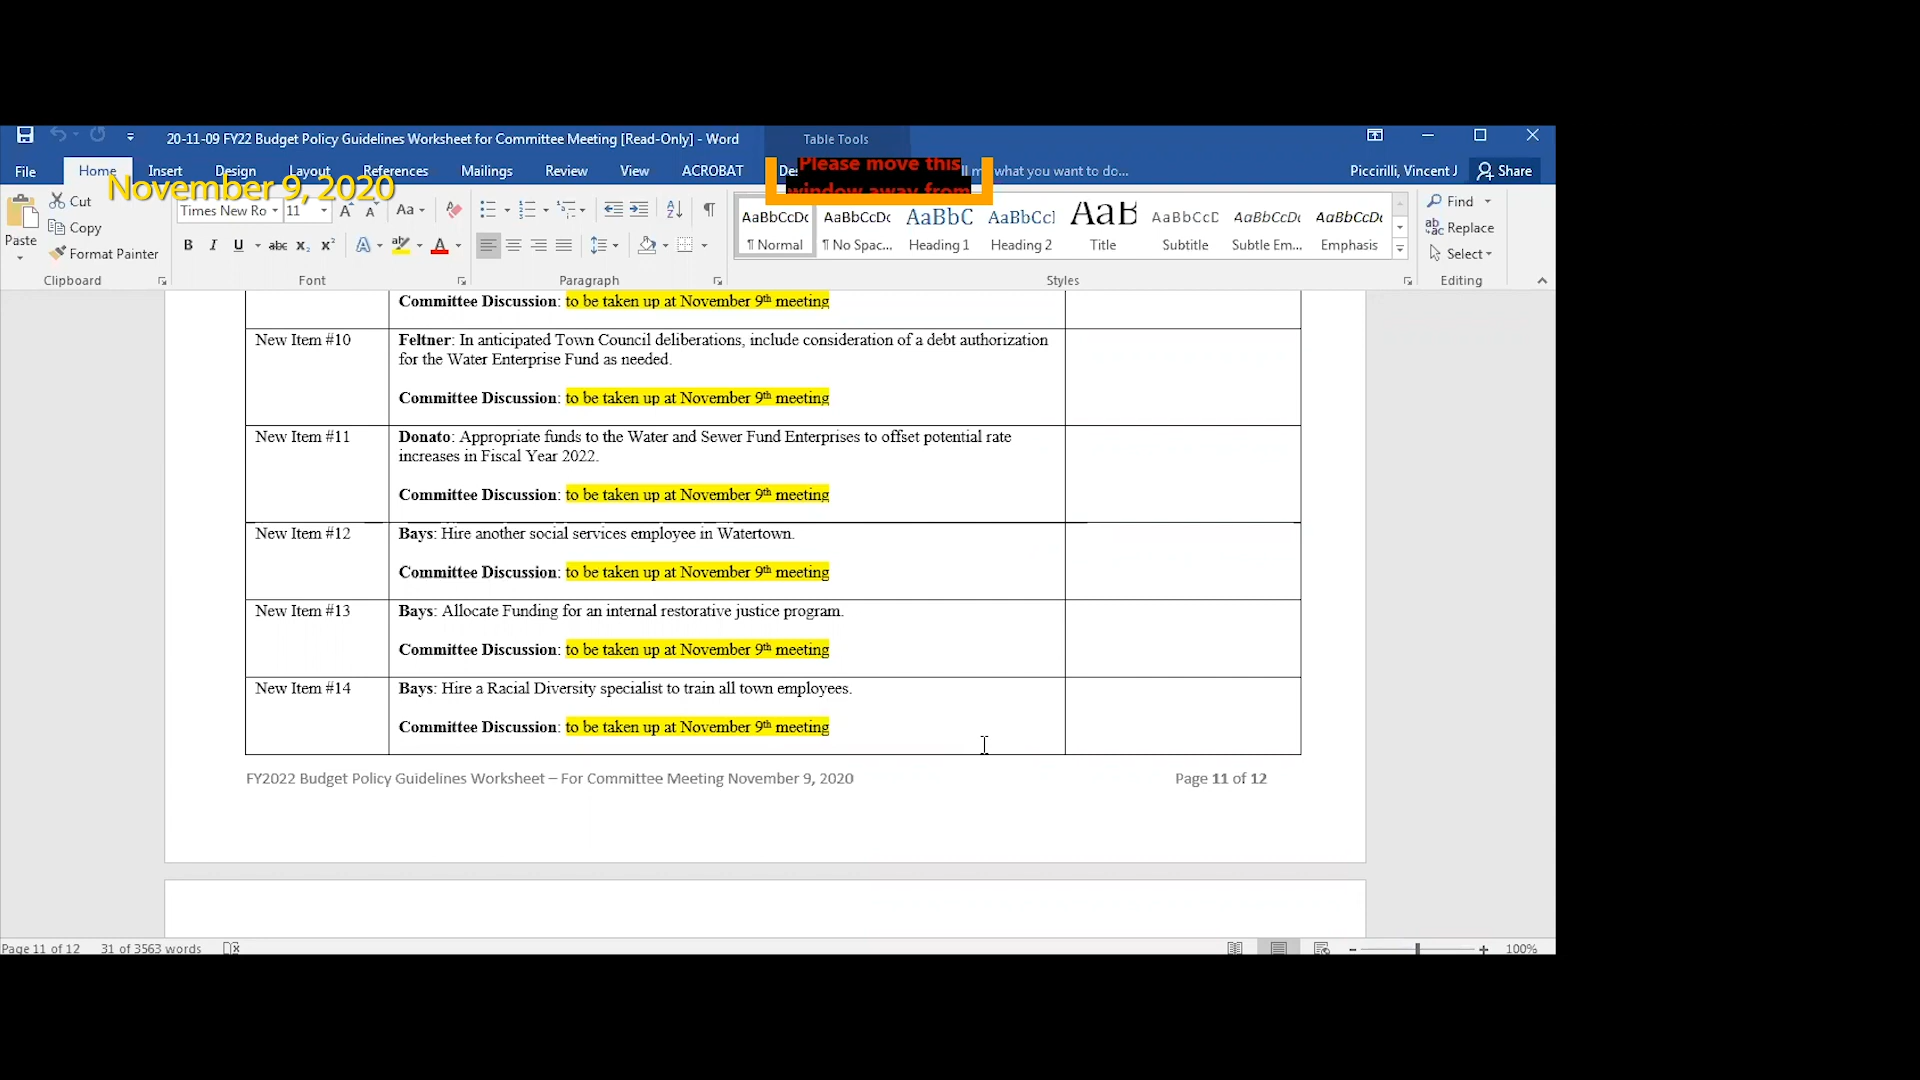 20-11-09 FY22 Budget Policy Guidelines Worksheet for Committee Meeting [Read-Only] - Word
Table Tools
File Home Insert Design Layout References Mailings Review View ACROBAT
Please move this
window away from
what you want to do...
Piccirilli, Vincent J
Share
November 9, 2020
Paste
Cut
Copy
Format Painter
Clipboard
Times New Ro 11
Font
Paragraph
AaBbCcDc AaBbCcDc AaBbC AaBbCcI AaB AaBbCcD AaBbCcDc AaBbCcDc
¶ Normal ¶ No Spac... Heading 1 Heading 2 Title Subtitle Subtle Em... Emphasis
Styles
Find
Replace
Select
Editing
Committee Discussion: to be taken up at November 9th meeting
New Item #10
Feltner: In anticipated Town Council deliberations, include consideration of a debt authorization
for the Water Enterprise Fund as needed.
Committee Discussion: to be taken up at November 9th meeting
New Item #11
Donato: Appropriate funds to the Water and Sewer Fund Enterprises to offset potential rate
increases in Fiscal Year 2022.
Committee Discussion: to be taken up at November 9th meeting
New Item #12
Bays: Hire another social services employee in Watertown.
Committee Discussion: to be taken up at November 9th meeting
New Item #13
Bays: Allocate Funding for an internal restorative justice program.
Committee Discussion: to be taken up at November 9th meeting
New Item #14
Bays: Hire a Racial Diversity specialist to train all town employees.
Committee Discussion: to be taken up at November 9th meeting
FY2022 Budget Policy Guidelines Worksheet – For Committee Meeting November 9, 2020
Page 11 of 12
Page 11 of 12 31 of 3563 words
100%